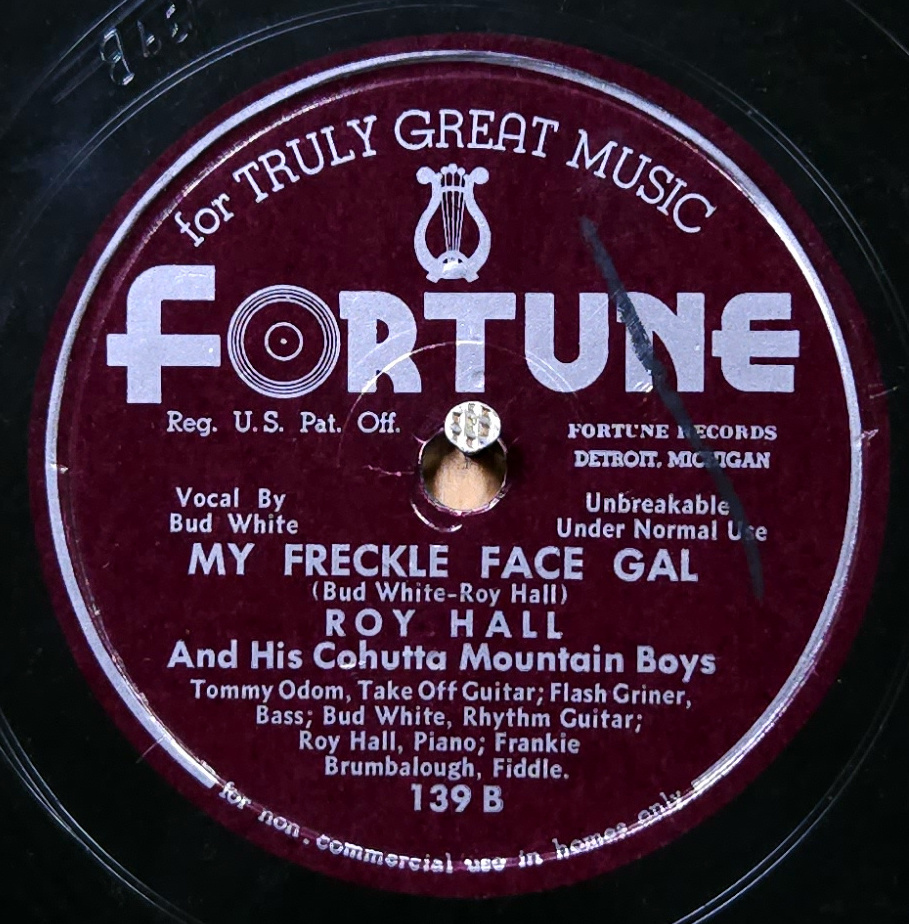 for TRULY GREAT MUSIC
FORTUNE
Reg. U.S. Pat. Off.
FORTUNE RECORDS
DETROIT, MICHIGAN
Vocal By
Bud White
Unbreakable
Under Normal Use
MY FRECKLE FACE GAL
(Bud White-Roy Hall)
ROY HALL
And His Cohutta Mountain Boys
Tommy Odom, Take Off Guitar; Flash Griner,
Bass; Bud White, Rhythm Guitar;
Roy Hall, Piano; Frankie
Brumbalough, Fiddle.
139 B
for non-commercial use in homes only